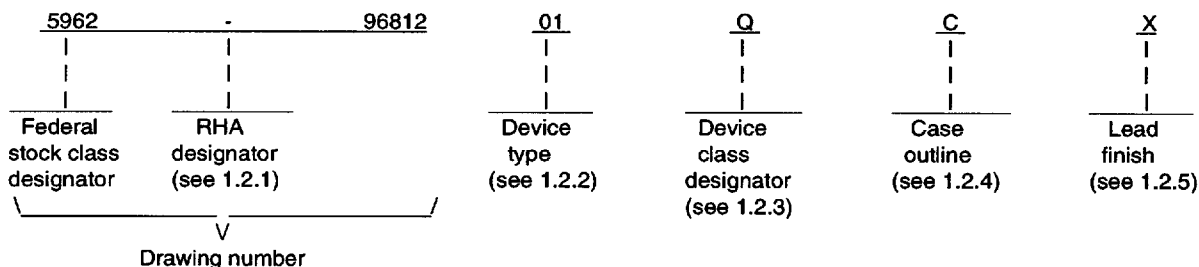 5962 - 96812 01 Q C X
Federal stock class designator
RHA designator (see 1.2.1)
Device type (see 1.2.2)
Device class designator (see 1.2.3)
Case outline (see 1.2.4)
Lead finish (see 1.2.5)
Drawing number